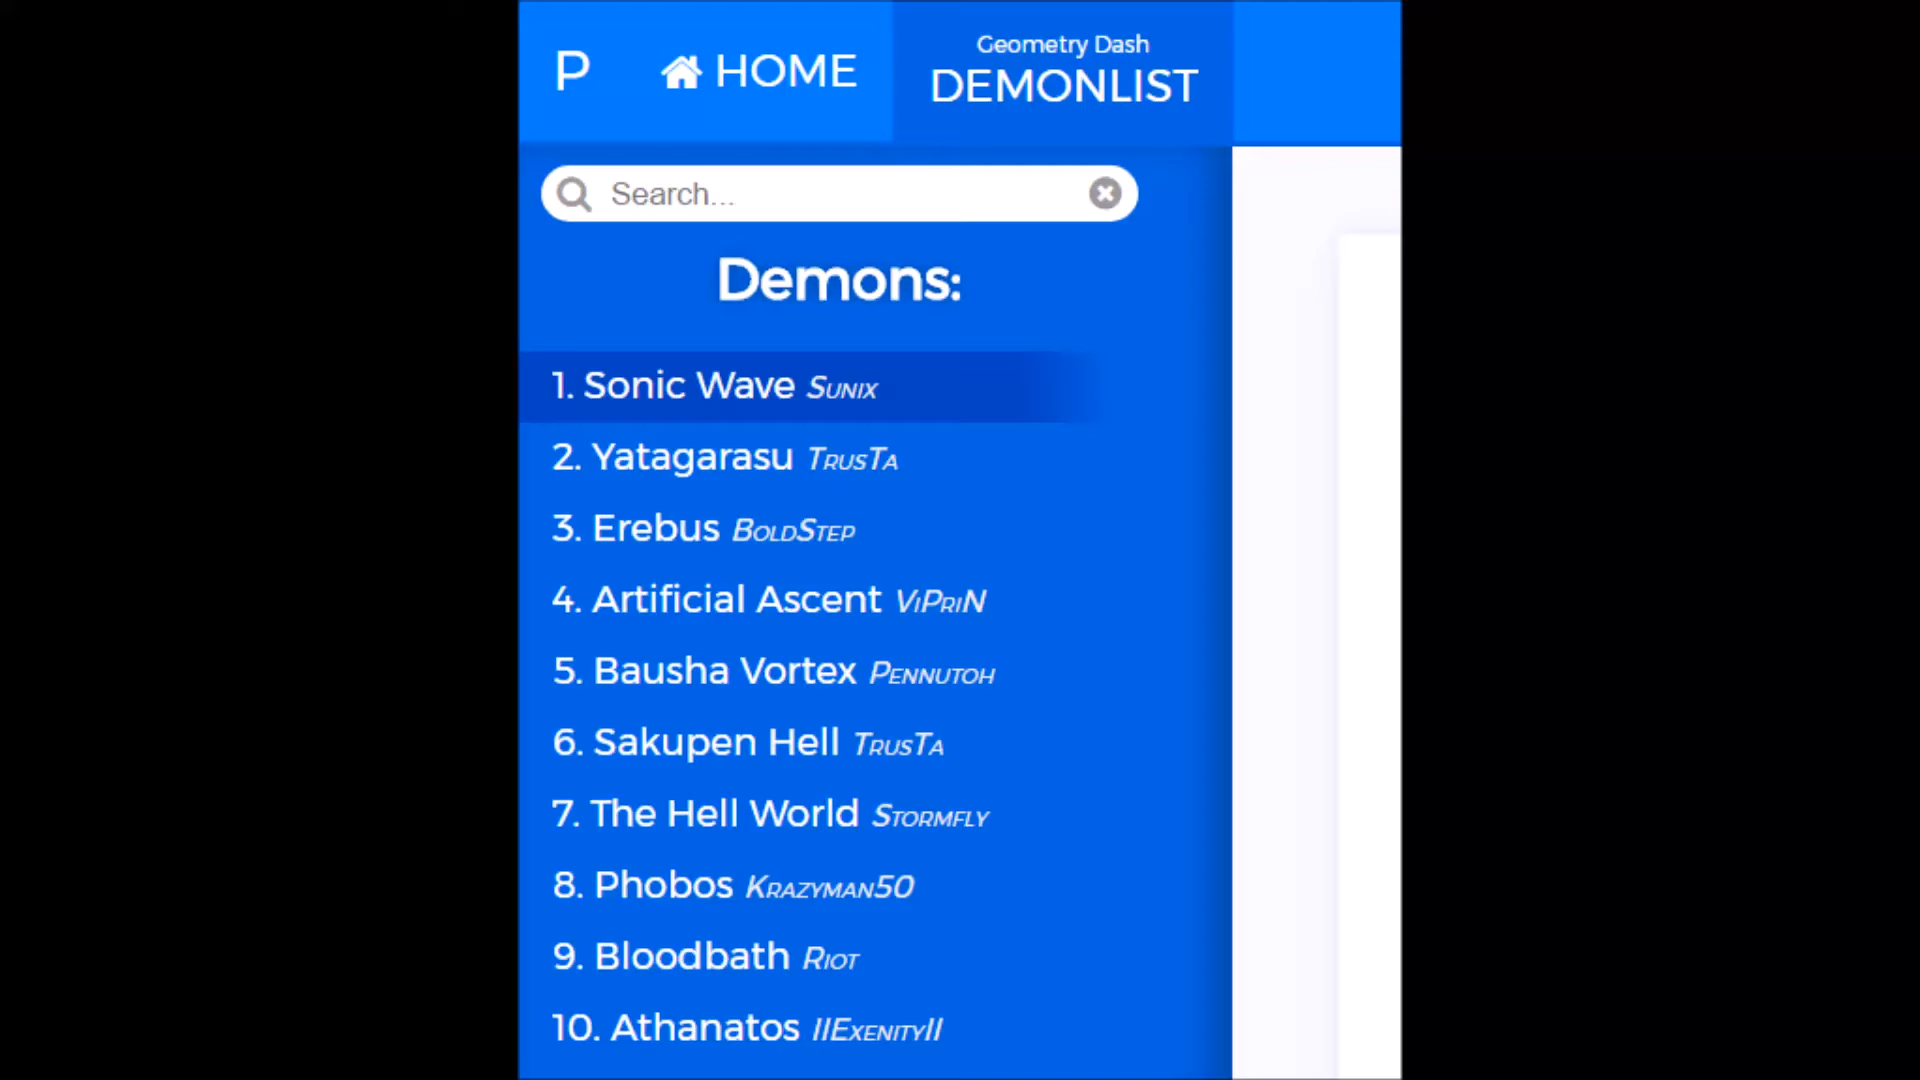 P
HOME
Geometry Dash
DEMONLIST
Search...
Demons:
1. Sonic Wave Sunix
2. Yatagarasu TrusTa
3. Erebus BoldStep
4. Artificial Ascent ViPriN
5. Bausha Vortex Pennutoh
6. Sakupen Hell TrusTa
7. The Hell World Stormfly
8. Phobos Krazyman50
9. Bloodbath Riot
10. Athanatos IIExenityII